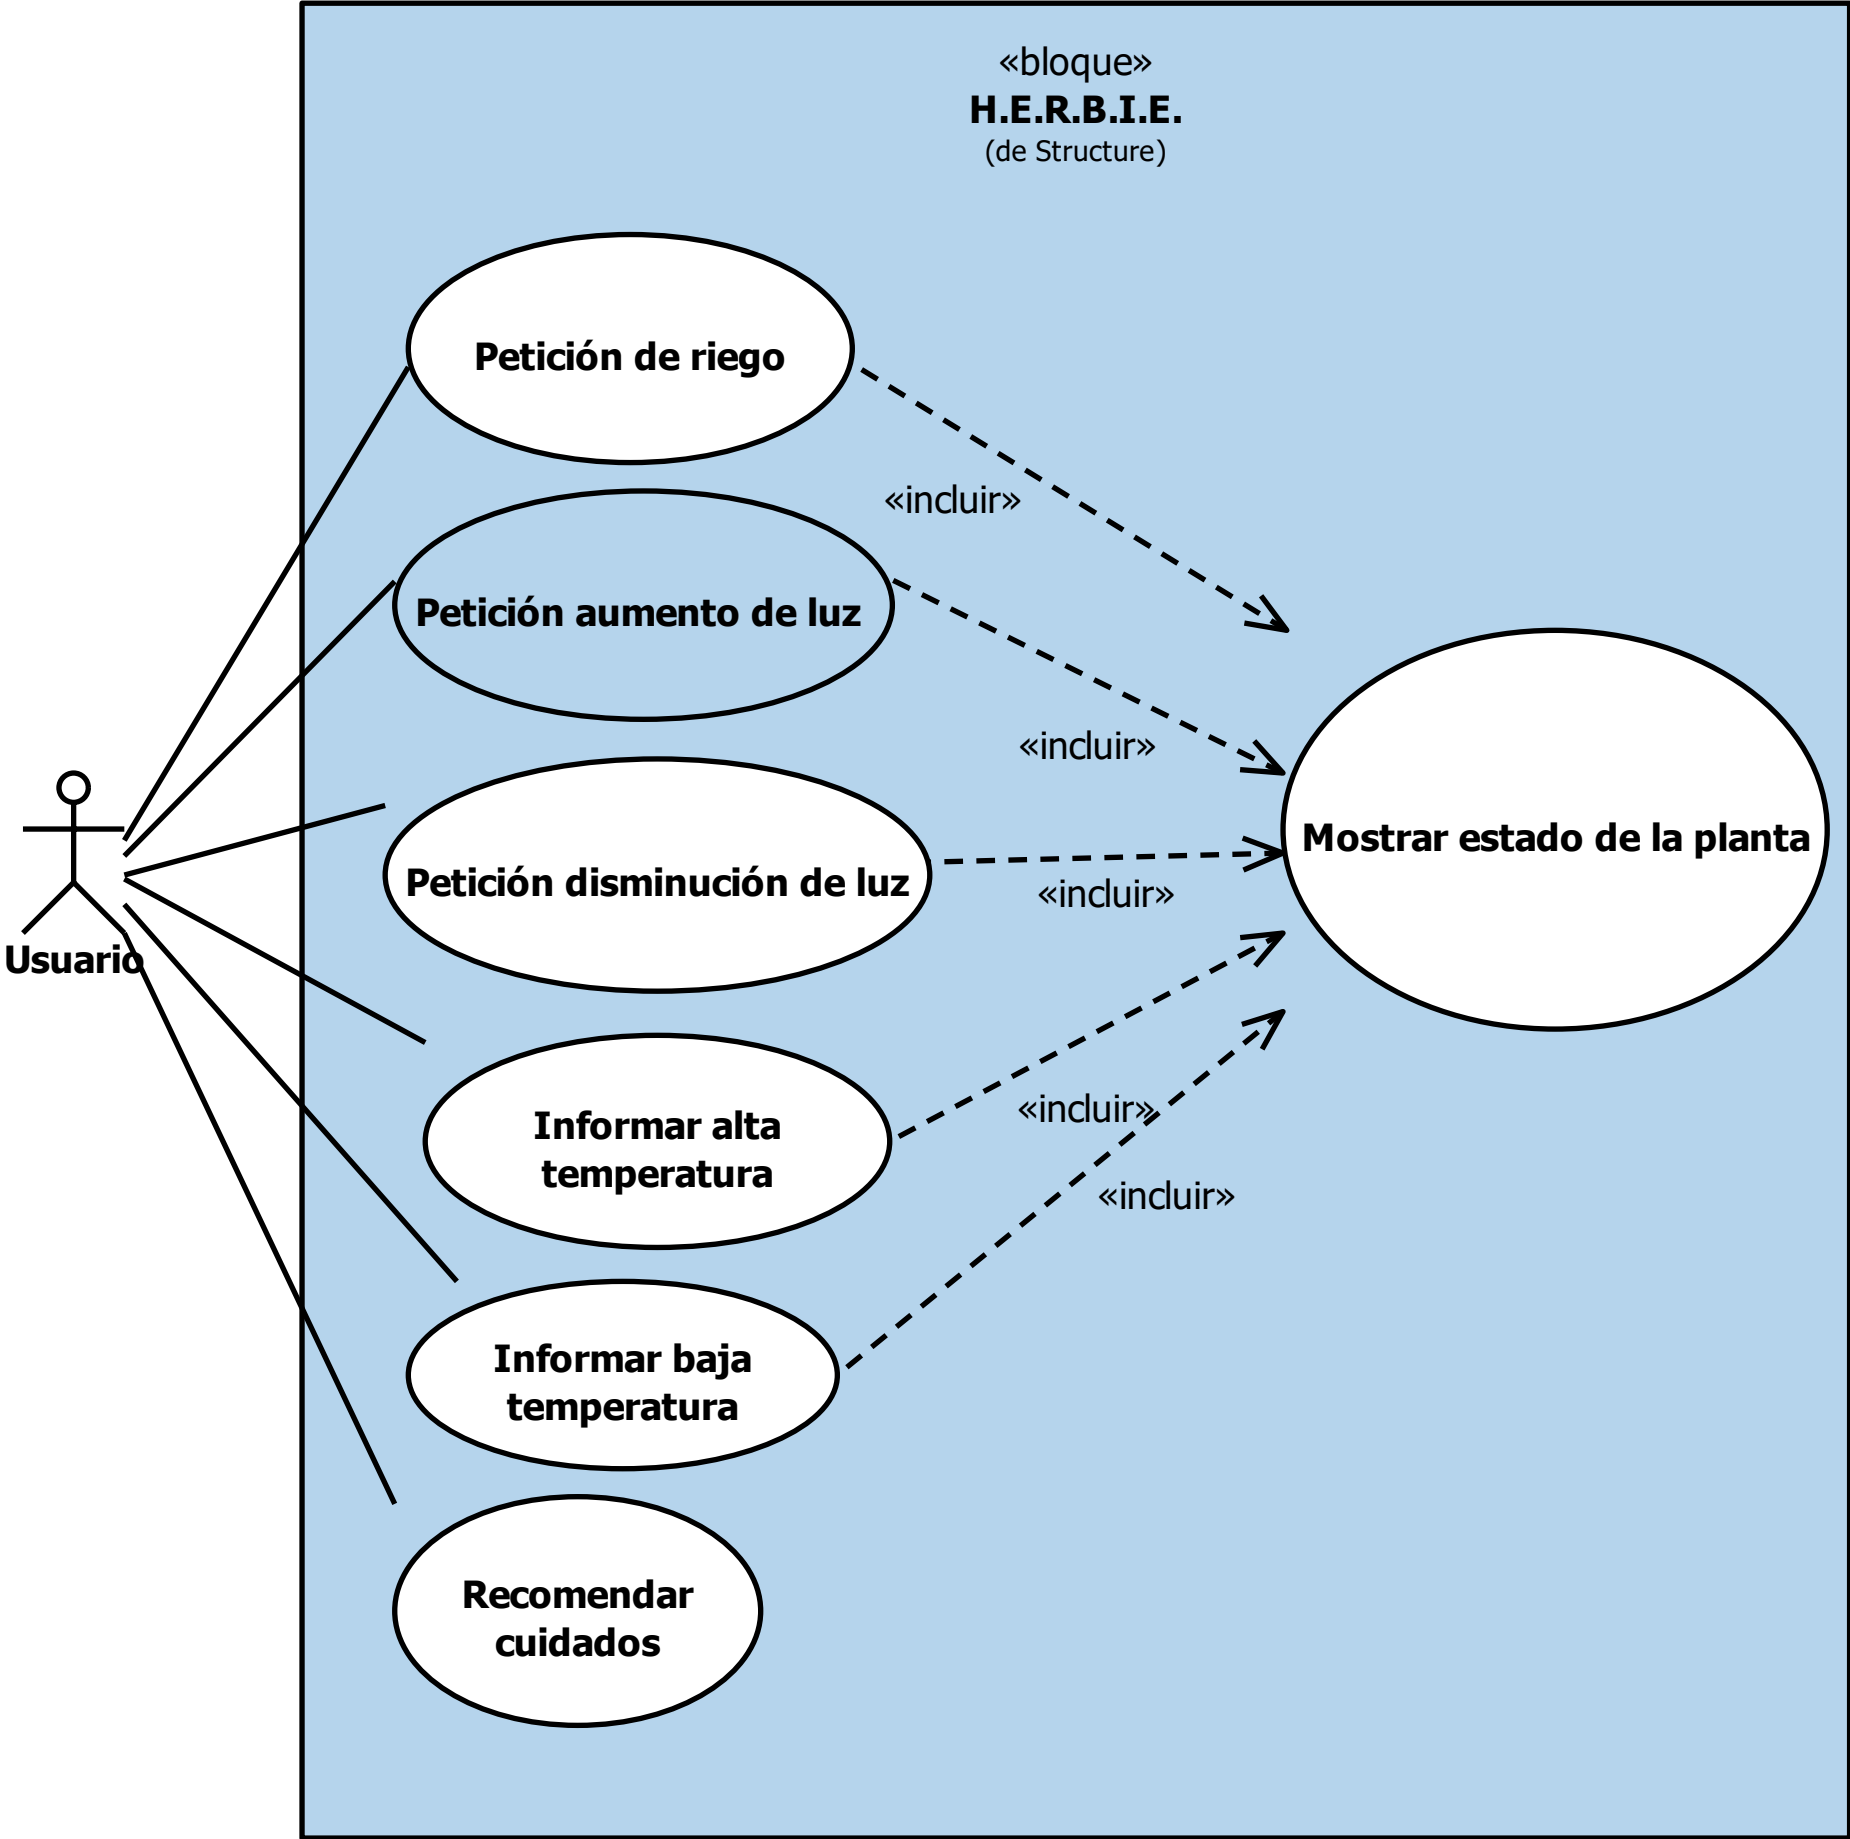 «bloque»
H.E.R.B.I.E.
(de Structure)
Petición de riego
«incluir»
Petición aumento de luz
«incluir»
Mostrar estado de la planta
Petición disminución de luz
«incluir»
Usuario
Informar alta
temperatura
«incluir»
«incluir»
Informar baja
temperatura
Recomendar
cuidados